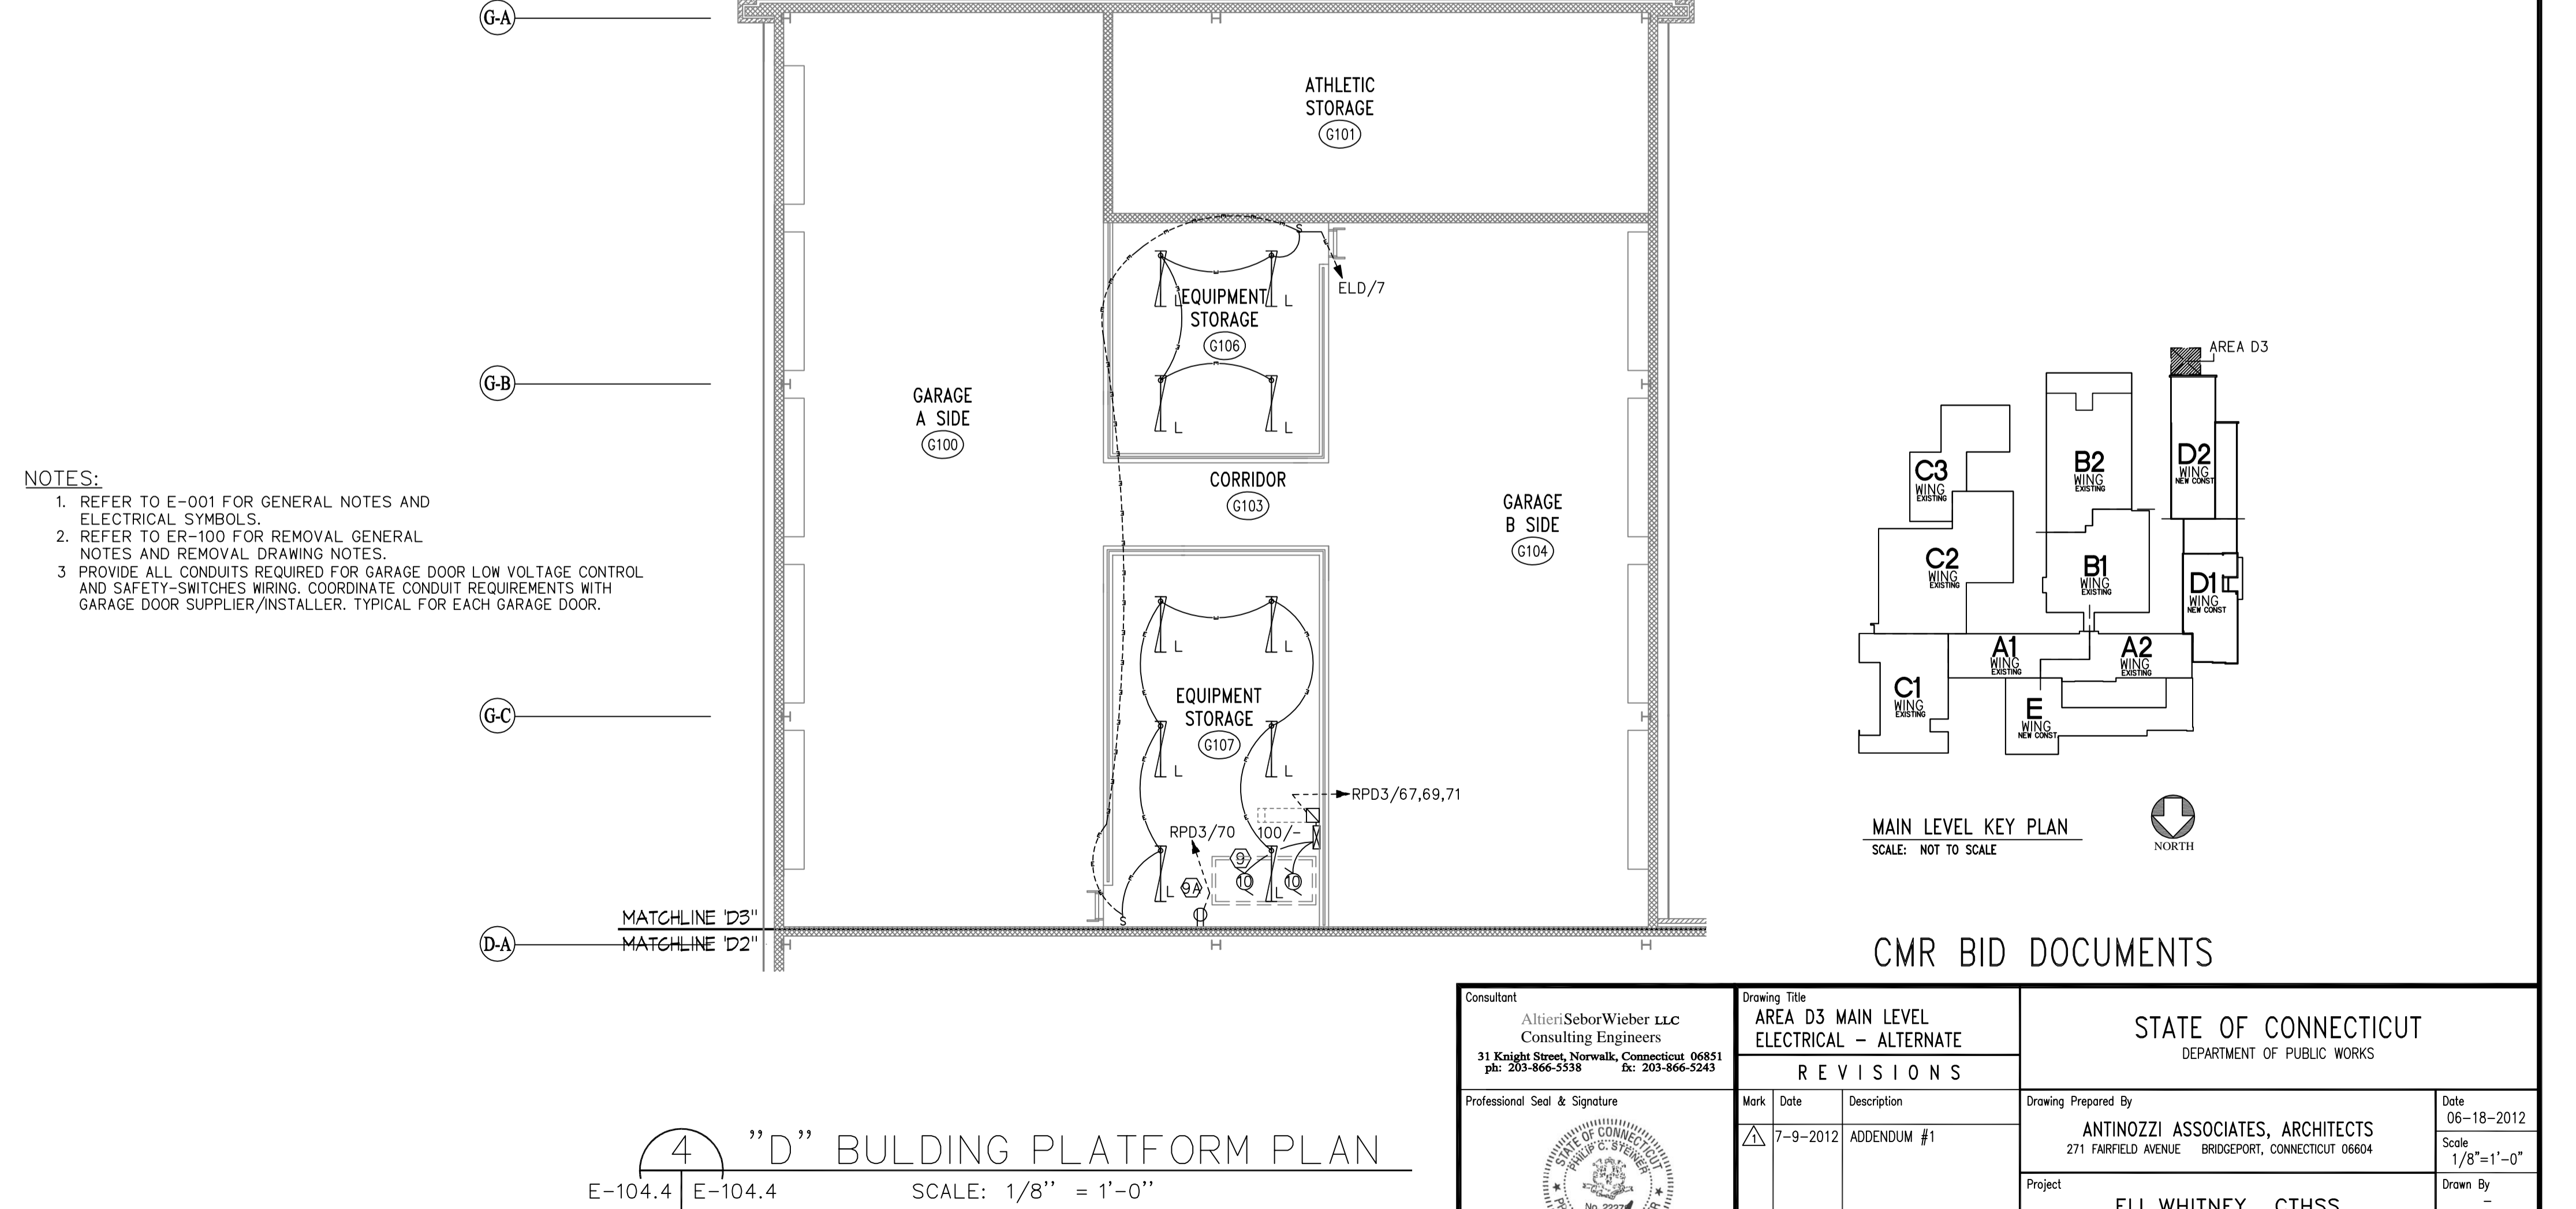 G-A
ATHLETIC
STORAGE
G101
ELD/7
L
L
EQUIPMENT
STORAGE
G106
L
L
S
G-B
GARAGE
A SIDE
G100
CORRIDOR
G103
GARAGE
B SIDE
G104
NOTES:
1. REFER TO E-001 FOR GENERAL NOTES AND
ELECTRICAL SYMBOLS.
2. REFER TO ER-100 FOR REMOVAL GENERAL
NOTES AND REMOVAL DRAWING NOTES.
3 PROVIDE ALL CONDUITS REQUIRED FOR GARAGE DOOR LOW VOLTAGE CONTROL
AND SAFETY-SWITCHES WIRING. COORDINATE CONDUIT REQUIREMENTS WITH
GARAGE DOOR SUPPLIER/INSTALLER. TYPICAL FOR EACH GARAGE DOOR.
L
L
G-C
EQUIPMENT
STORAGE
G107
L
L
RPD3/67,69,71
RPD3/70
100/-
9
9A
10
10
L
L
S
MATCHLINE 'D3"
D-A
MATCHLINE 'D2"
AREA D3
C3
WING
EXISTING
B2
WING
EXISTING
D2
WING
NEW CONST
C2
WING
EXISTING
B1
WING
EXISTING
D1
WING
NEW CONST
A1
WING
EXISTING
A2
WING
EXISTING
C1
WING
EXISTING
E
WING
NEW CONST
MAIN LEVEL KEY PLAN
SCALE: NOT TO SCALE
NORTH
CMR BID DOCUMENTS
4
"D" BULDING PLATFORM PLAN
E-104.4
E-104.4
SCALE: 1/8" = 1'-0"
Consultant
AltieriSeborWieber LLC
Consulting Engineers
31 Knight Street, Norwalk, Connecticut 06851
ph: 203-866-5538 fx: 203-866-5243
Professional Seal & Signature
STATE OF CONNECTICUT
PHILIP C. STEINER
Drawing Title
AREA D3 MAIN LEVEL
ELECTRICAL - ALTERNATE
REVISIONS
Mark Date Description
1 7-9-2012 ADDENDUM #1
STATE OF CONNECTICUT
DEPARTMENT OF PUBLIC WORKS
Drawing Prepared By
ANTINOZZI ASSOCIATES, ARCHITECTS
271 FAIRFIELD AVENUE BRIDGEPORT, CONNECTICUT 06604
Date
06-18-2012
Scale
1/8"=1'-0"
Project
ELI WHITNEY CTHSS
Drawn By
-